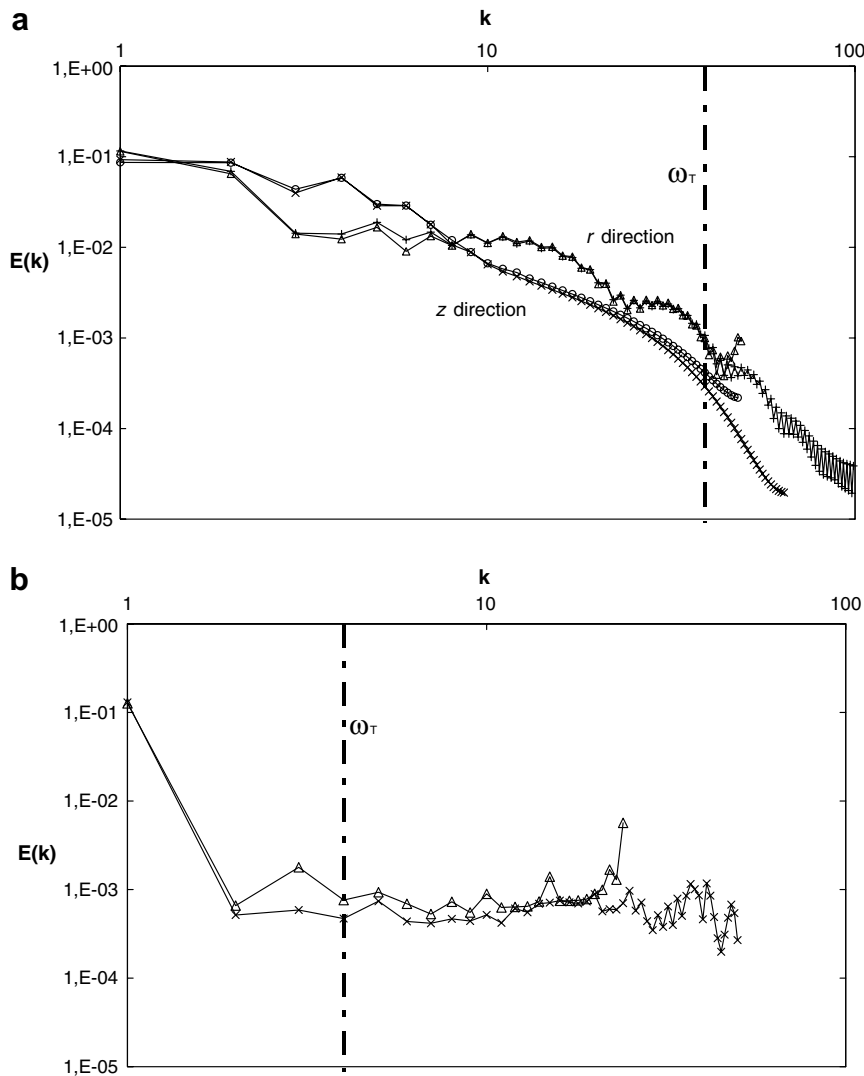 a
k
1 10 100
1,E+00
1,E-01
ωT
1,E-02
r direction
E(k)
z direction
1,E-03
1,E-04
1,E-05
b
k
1 10 100
1,E+00
1,E-01
ωT
1,E-02
E(k)
1,E-03
1,E-04
1,E-05